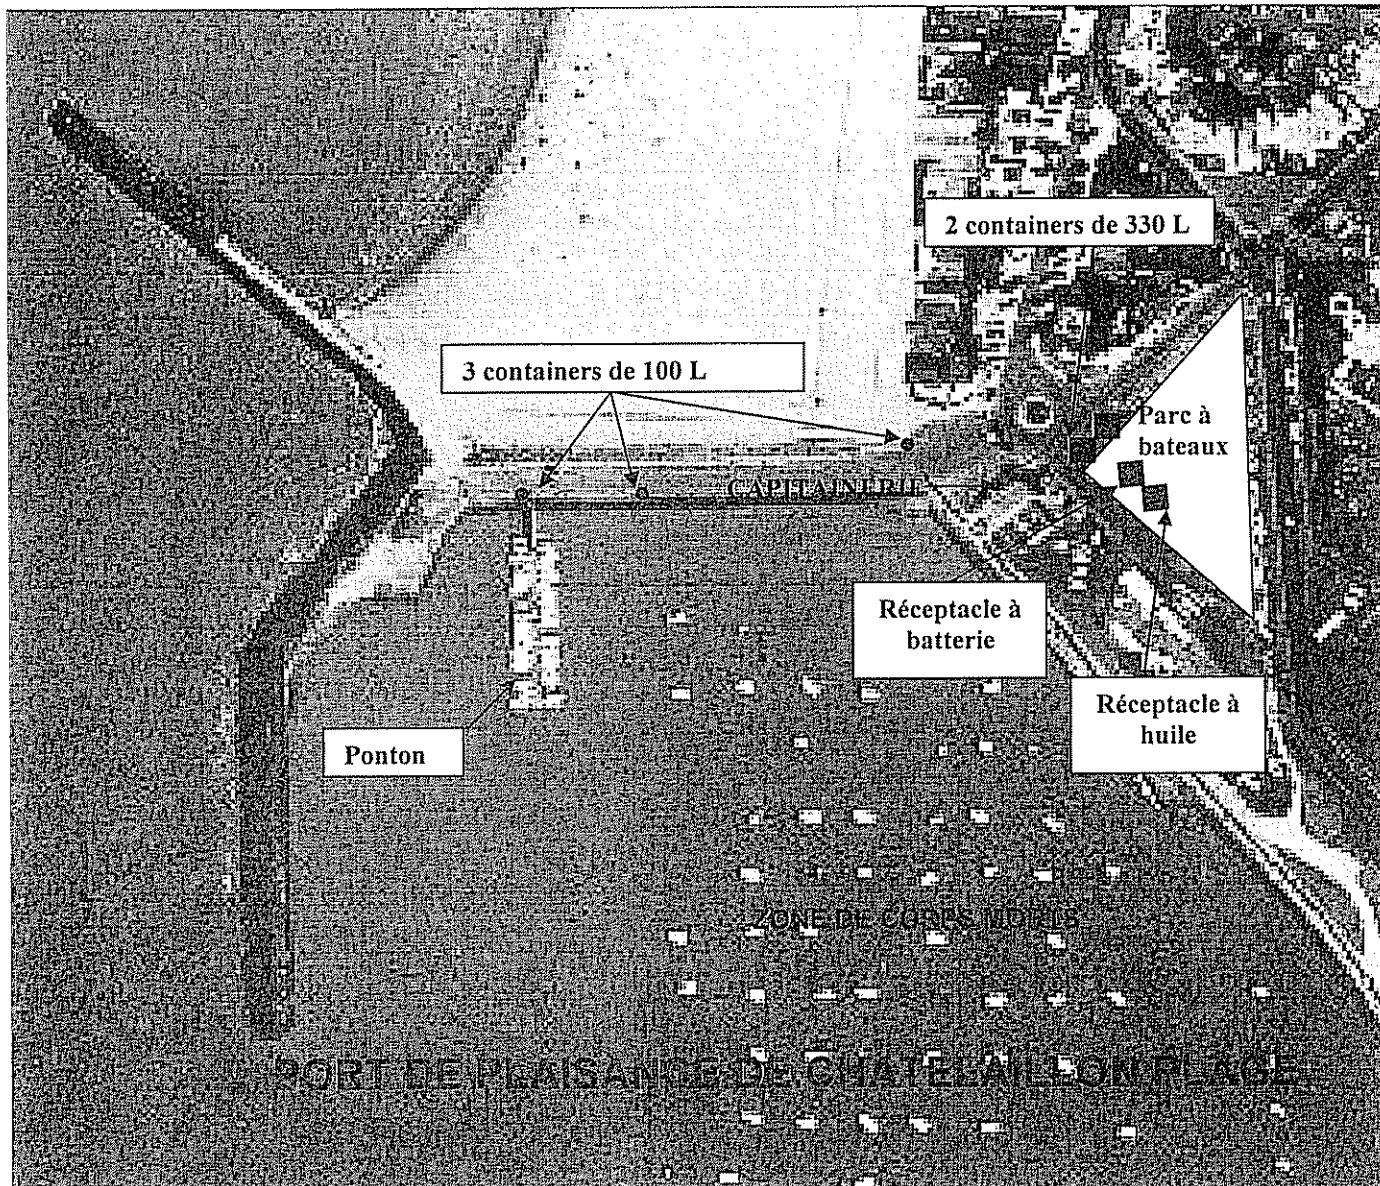 2 containers de 330 L
3 containers de 100 L
Parc à
bateaux
CAPITAINERIE
Réceptacle à
batterie
Réceptacle à
huile
Ponton
ZONE DE CORPS MORTS
PORT DE PLAISANCE DE CHATELAILLON PLAGE